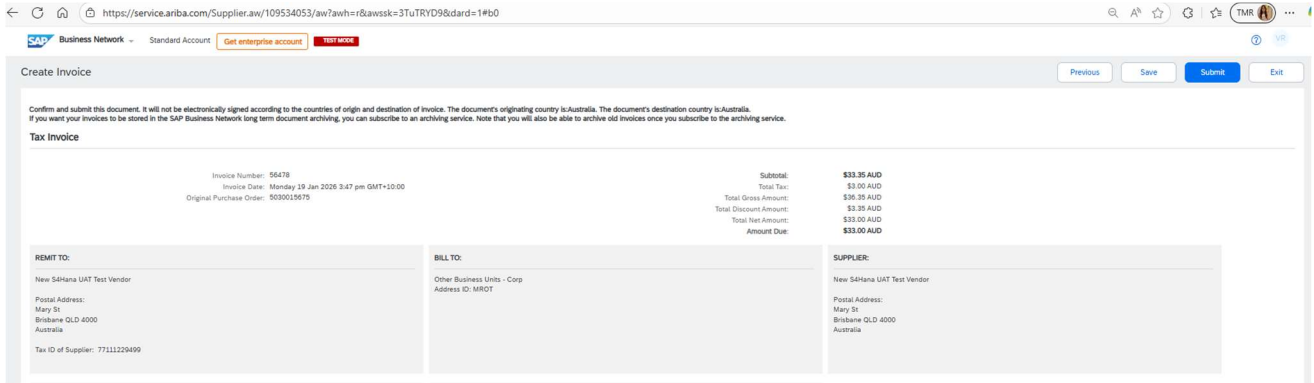 https://service.ariba.com/Supplier.aw/109534053/aw?awh=r&awssk=3TuTRYD9&dard=1#b0
TMR
SAP Business Network Standard Account Get enterprise account TEST MODE VR
Create Invoice Previous Save Submit Exit
Confirm and submit this document. It will not be electronically signed according to the countries of origin and destination of invoice. The document's originating country is:Australia. The document's destination country is:Australia.
If you want your invoices to be stored in the SAP Business Network long term document archiving, you can subscribe to an archiving service. Note that you will also be able to archive old invoices once you subscribe to the archiving service.
Tax Invoice
Invoice Number: 56478
Invoice Date: Monday 19 Jan 2026 3:47 pm GMT+10:00
Original Purchase Order: 5030015675
Subtotal: $33.35 AUD
Total Tax: $3.00 AUD
Total Gross Amount: $36.35 AUD
Total Discount Amount: $3.35 AUD
Total Net Amount: $33.00 AUD
Amount Due: $33.00 AUD
REMIT TO:
New S4Hana UAT Test Vendor
Postal Address:
Mary St
Brisbane QLD 4000
Australia
Tax ID of Supplier: 77111229499
BILL TO:
Other Business Units - Corp
Address ID: MROT
SUPPLIER:
New S4Hana UAT Test Vendor
Postal Address:
Mary St
Brisbane QLD 4000
Australia